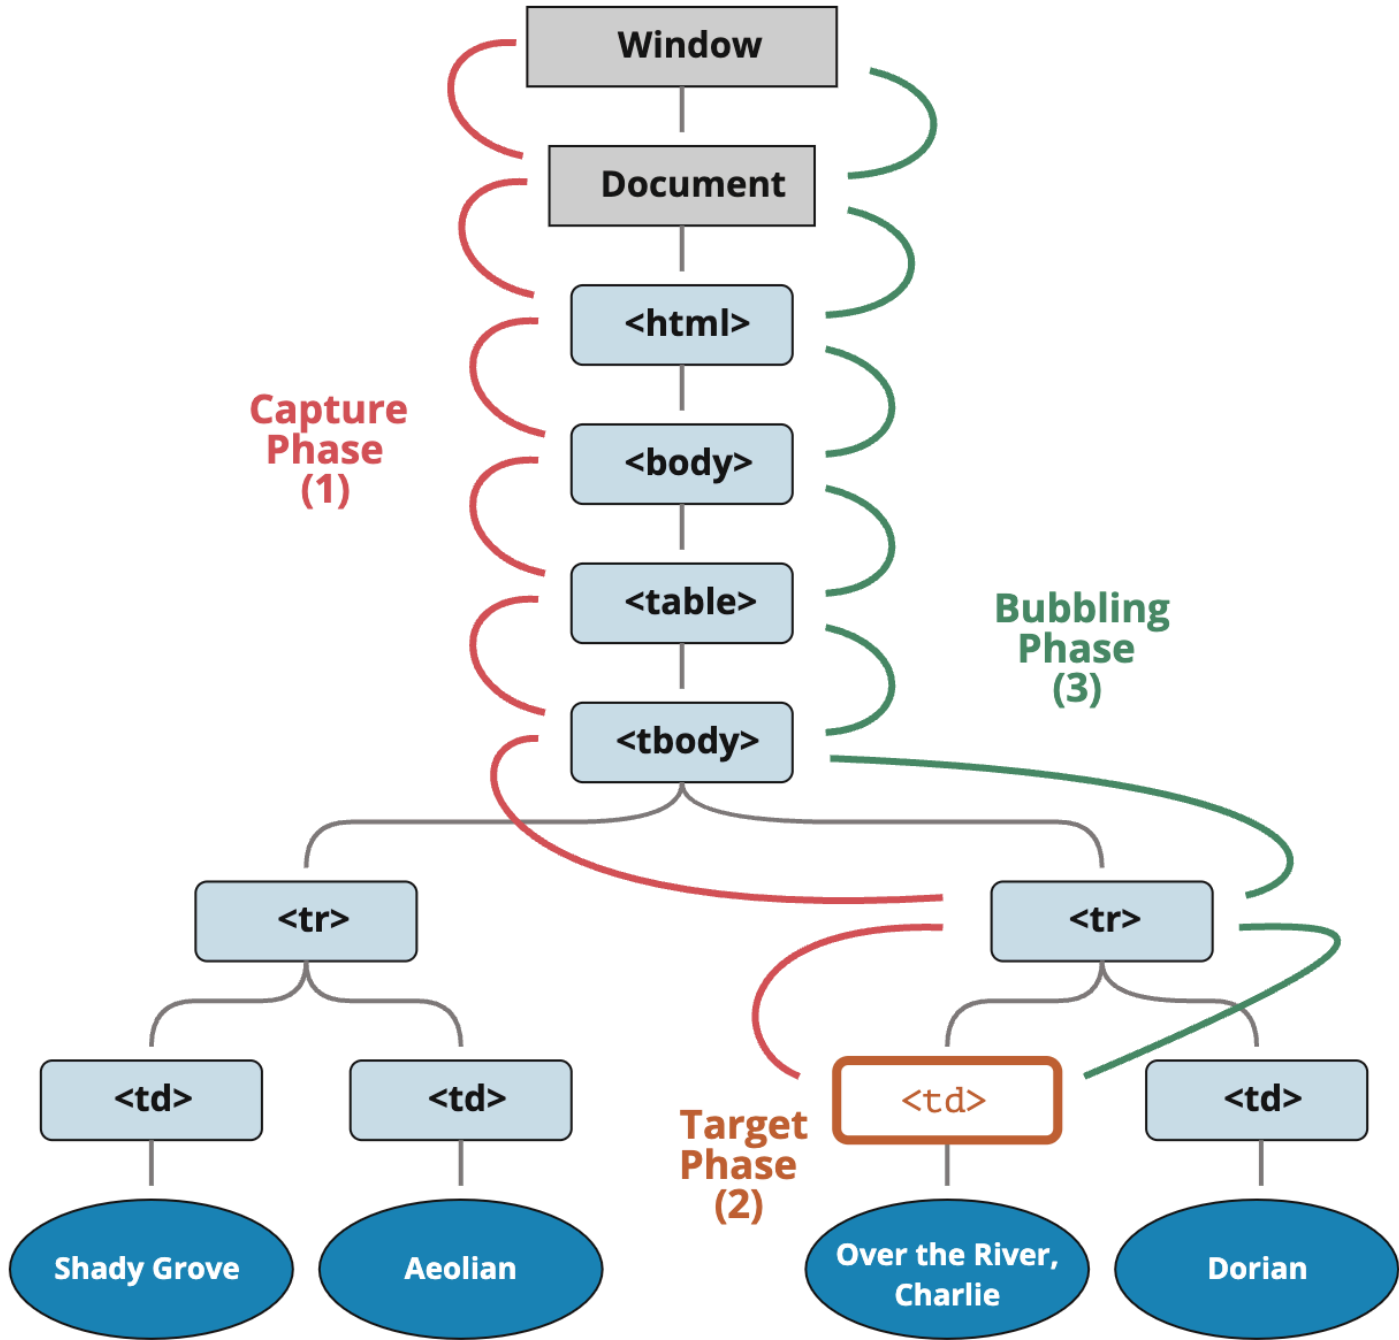 Window
Document
<html>
Capture
Phase
(1)
<body>
<table>
Bubbling
Phase
(3)
<tbody>
<tr>
<tr>
<td>
<td>
<td>
<td>
Target
Phase
(2)
Shady Grove
Aeolian
Over the River,
Charlie
Dorian